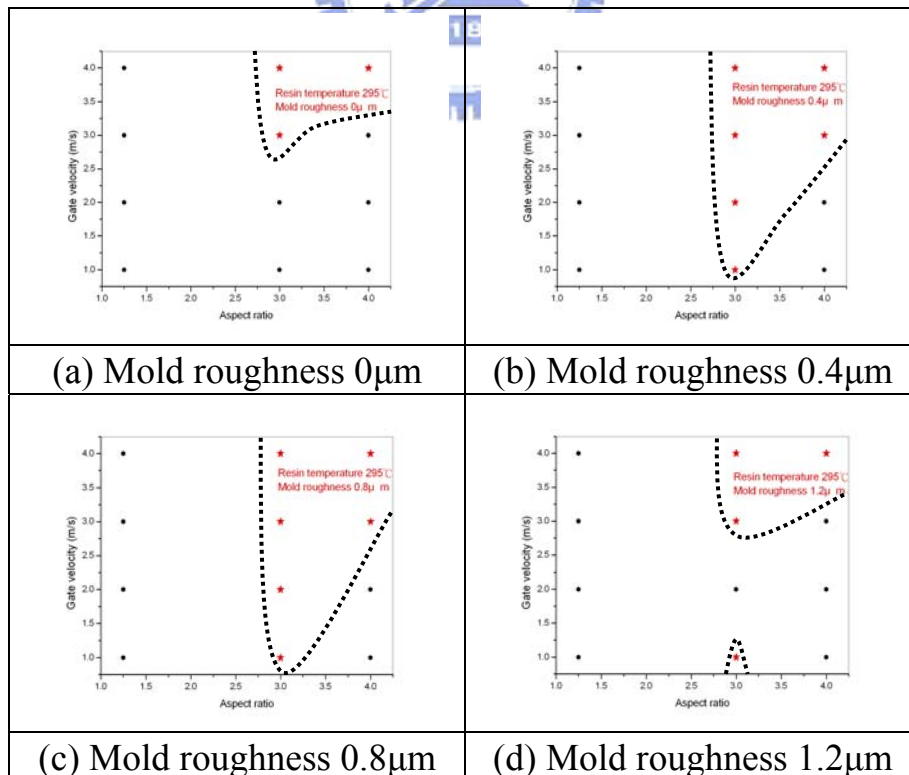 18
4.0
3.5
3.0
2.5
2.0
1.5
1.0
Gate velocity (m/s)
Resin temperature 295℃
Mold roughness 0μ m
1.0 1.5 2.0 2.5 3.0 3.5 4.0
Aspect ratio
(a) Mold roughness 0μm
4.0
3.5
3.0
2.5
2.0
1.5
1.0
Gate velocity (m/s)
Resin temperature 295℃
Mold roughness 0.4μ m
1.0 1.5 2.0 2.5 3.0 3.5 4.0
Aspect ratio
(b) Mold roughness 0.4μm
4.0
3.5
3.0
2.5
2.0
1.5
1.0
Gate velocity (m/s)
Resin temperature 295℃
Mold roughness 0.8μ m
1.0 1.5 2.0 2.5 3.0 3.5 4.0
Aspect ratio
(c) Mold roughness 0.8μm
4.0
3.5
3.0
2.5
2.0
1.5
1.0
Gate velocity (m/s)
Resin temperature 295℃
Mold roughness 1.2μ m
1.0 1.5 2.0 2.5 3.0 3.5 4.0
Aspect ratio
(d) Mold roughness 1.2μm